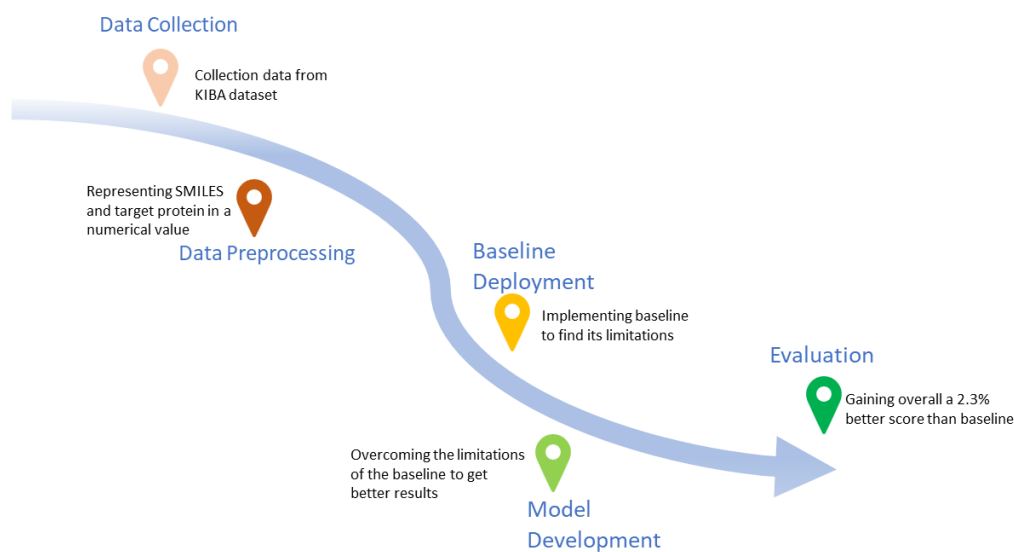 Data Collection
Collection data from
KIBA dataset
Representing SMILES
and target protein in a
numerical value
Data Preprocessing
Baseline
Deployment
Implementing baseline
to find its limitations
Evaluation
Gaining overall a 2.3%
better score than baseline
Overcoming the limitations
of the baseline to get
better results
Model
Development